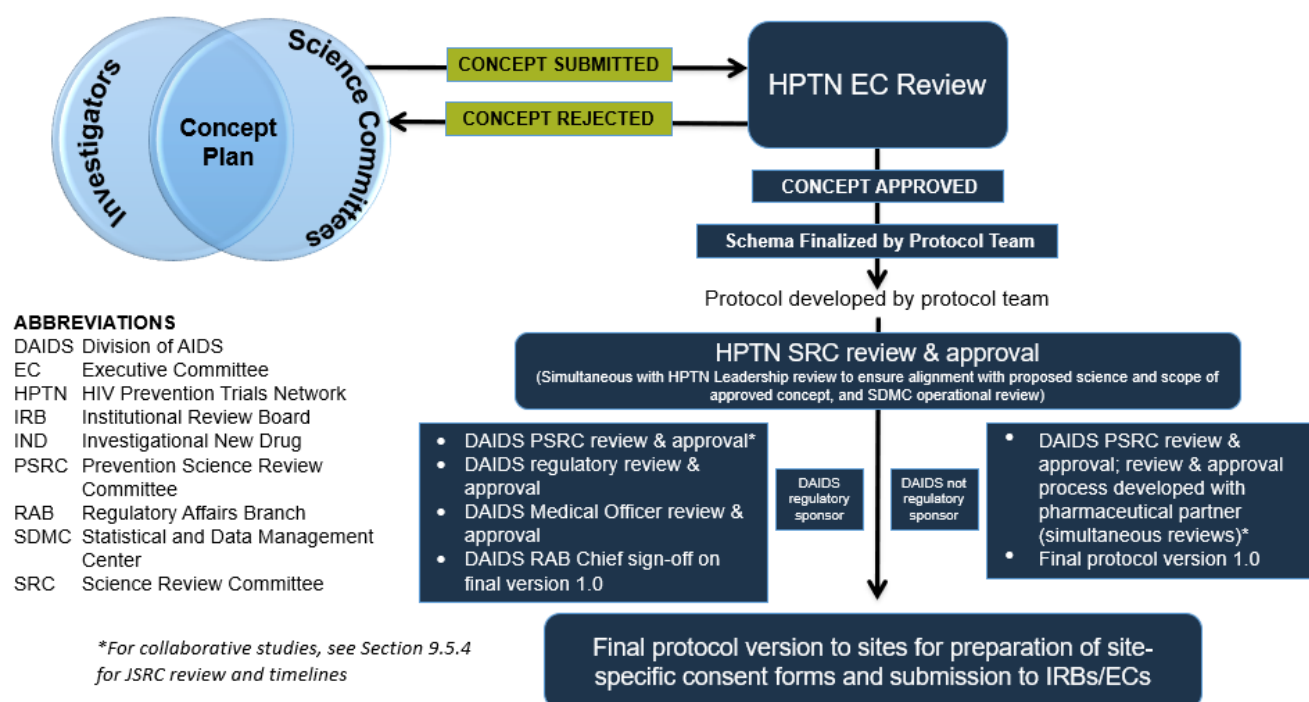 Investigators
Concept
Plan
Science Committees
CONCEPT SUBMITTED
CONCEPT REJECTED
HPTN EC Review
CONCEPT APPROVED
Schema Finalized by Protocol Team
Protocol developed by protocol team
HPTN SRC review & approval
(Simultaneous with HPTN Leadership review to ensure alignment with proposed science and scope of
approved concept, and SDMC operational review)
• DAIDS PSRC review & approval*
• DAIDS regulatory review &
approval
• DAIDS Medical Officer review &
approval
• DAIDS RAB Chief sign-off on
final version 1.0
DAIDS
regulatory
sponsor
DAIDS not
regulatory
sponsor
• DAIDS PSRC review &
approval; review & approval
process developed with
pharmaceutical partner
(simultaneous reviews)*
• Final protocol version 1.0
Final protocol version to sites for preparation of site-
specific consent forms and submission to IRBs/ECs
ABBREVIATIONS
DAIDS Division of AIDS
EC Executive Committee
HPTN HIV Prevention Trials Network
IRB Institutional Review Board
IND Investigational New Drug
PSRC Prevention Science Review
Committee
RAB Regulatory Affairs Branch
SDMC Statistical and Data Management
Center
SRC Science Review Committee
*For collaborative studies, see Section 9.5.4
for JSRC review and timelines